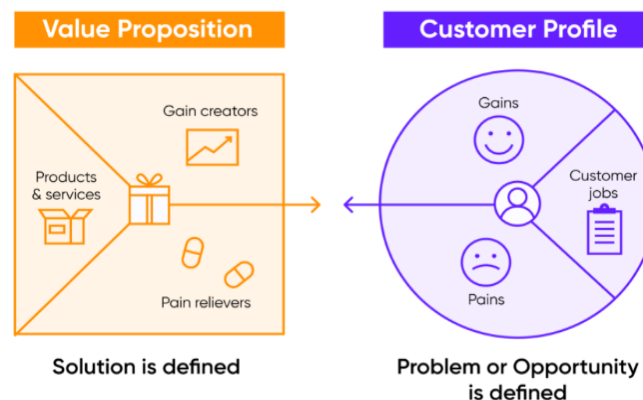 Value Proposition
Customer Profile
Gain creators
Products
& services
Pain relievers
Gains
Customer
jobs
Pains
Solution is defined
Problem or Opportunity
is defined